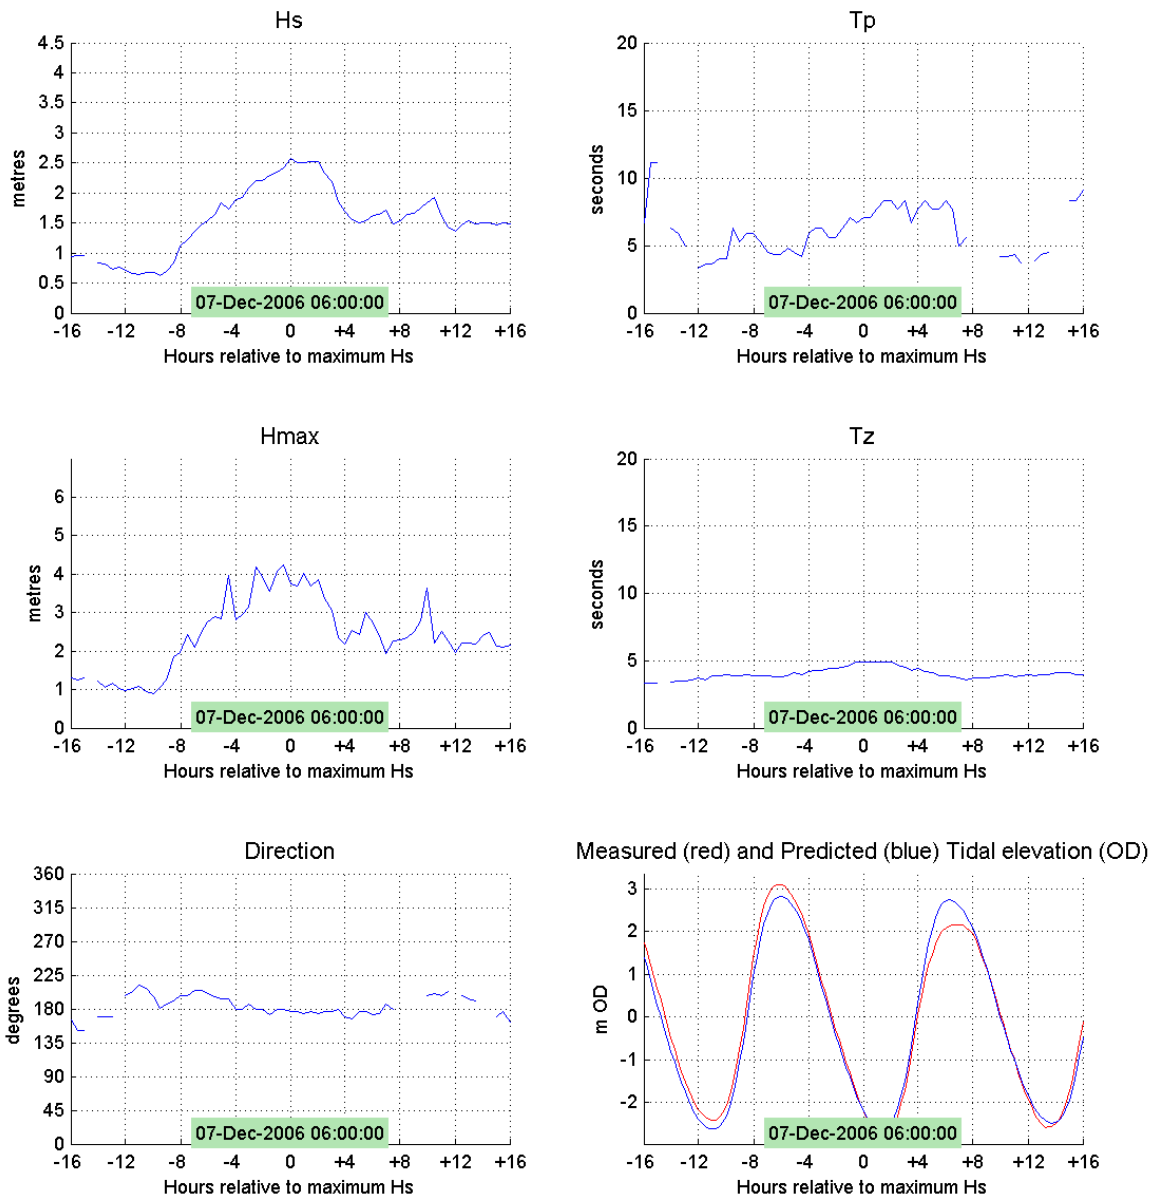 Hs
4.5
4
3.5
3
2.5
2
1.5
1
0.5
0
metres
07-Dec-2006 06:00:00
-16 -12 -8 -4 0 +4 +8 +12 +16
Hours relative to maximum Hs
Tp
20
15
10
5
0
seconds
07-Dec-2006 06:00:00
-16 -12 -8 -4 0 +4 +8 +12 +16
Hours relative to maximum Hs
Hmax
6
5
4
3
2
1
0
metres
07-Dec-2006 06:00:00
-16 -12 -8 -4 0 +4 +8 +12 +16
Hours relative to maximum Hs
Tz
20
15
10
5
0
seconds
07-Dec-2006 06:00:00
-16 -12 -8 -4 0 +4 +8 +12 +16
Hours relative to maximum Hs
Direction
360
315
270
225
180
135
90
45
0
degrees
07-Dec-2006 06:00:00
-16 -12 -8 -4 0 +4 +8 +12 +16
Hours relative to maximum Hs
Measured (red) and Predicted (blue) Tidal elevation (OD)
3
2
1
0
-1
-2
m OD
07-Dec-2006 06:00:00
-16 -12 -8 -4 0 +4 +8 +12 +16
Hours relative to maximum Hs